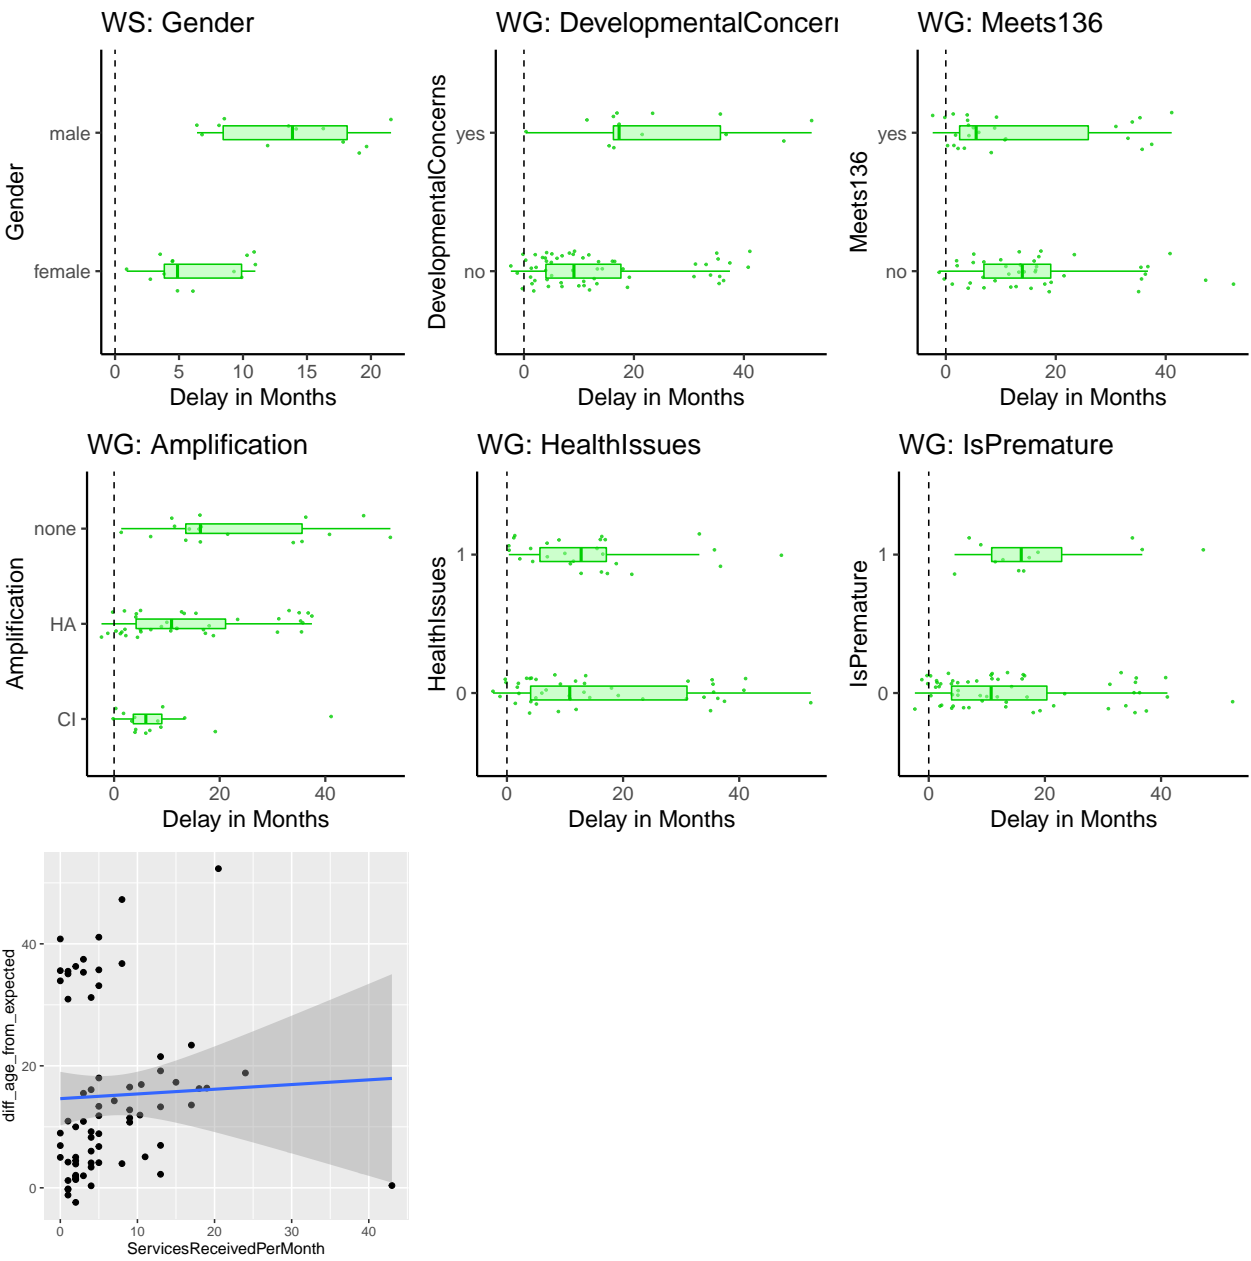 WS: Gender
Gender
male
female
0 5 10 15 20
Delay in Months
WG: DevelopmentalConcern
DevelopmentalConcerns
yes
no
0 20 40
Delay in Months
WG: Meets136
Meets136
yes
no
0 20 40
Delay in Months
WG: Amplification
Amplification
none
HA
CI
0 20 40
Delay in Months
WG: HealthIssues
HealthIssues
1
0
0 20 40
Delay in Months
WG: IsPremature
IsPremature
1
0
0 20 40
Delay in Months
diff_age_from_expected
40
20
0
0 10 20 30 40
ServicesReceivedPerMonth